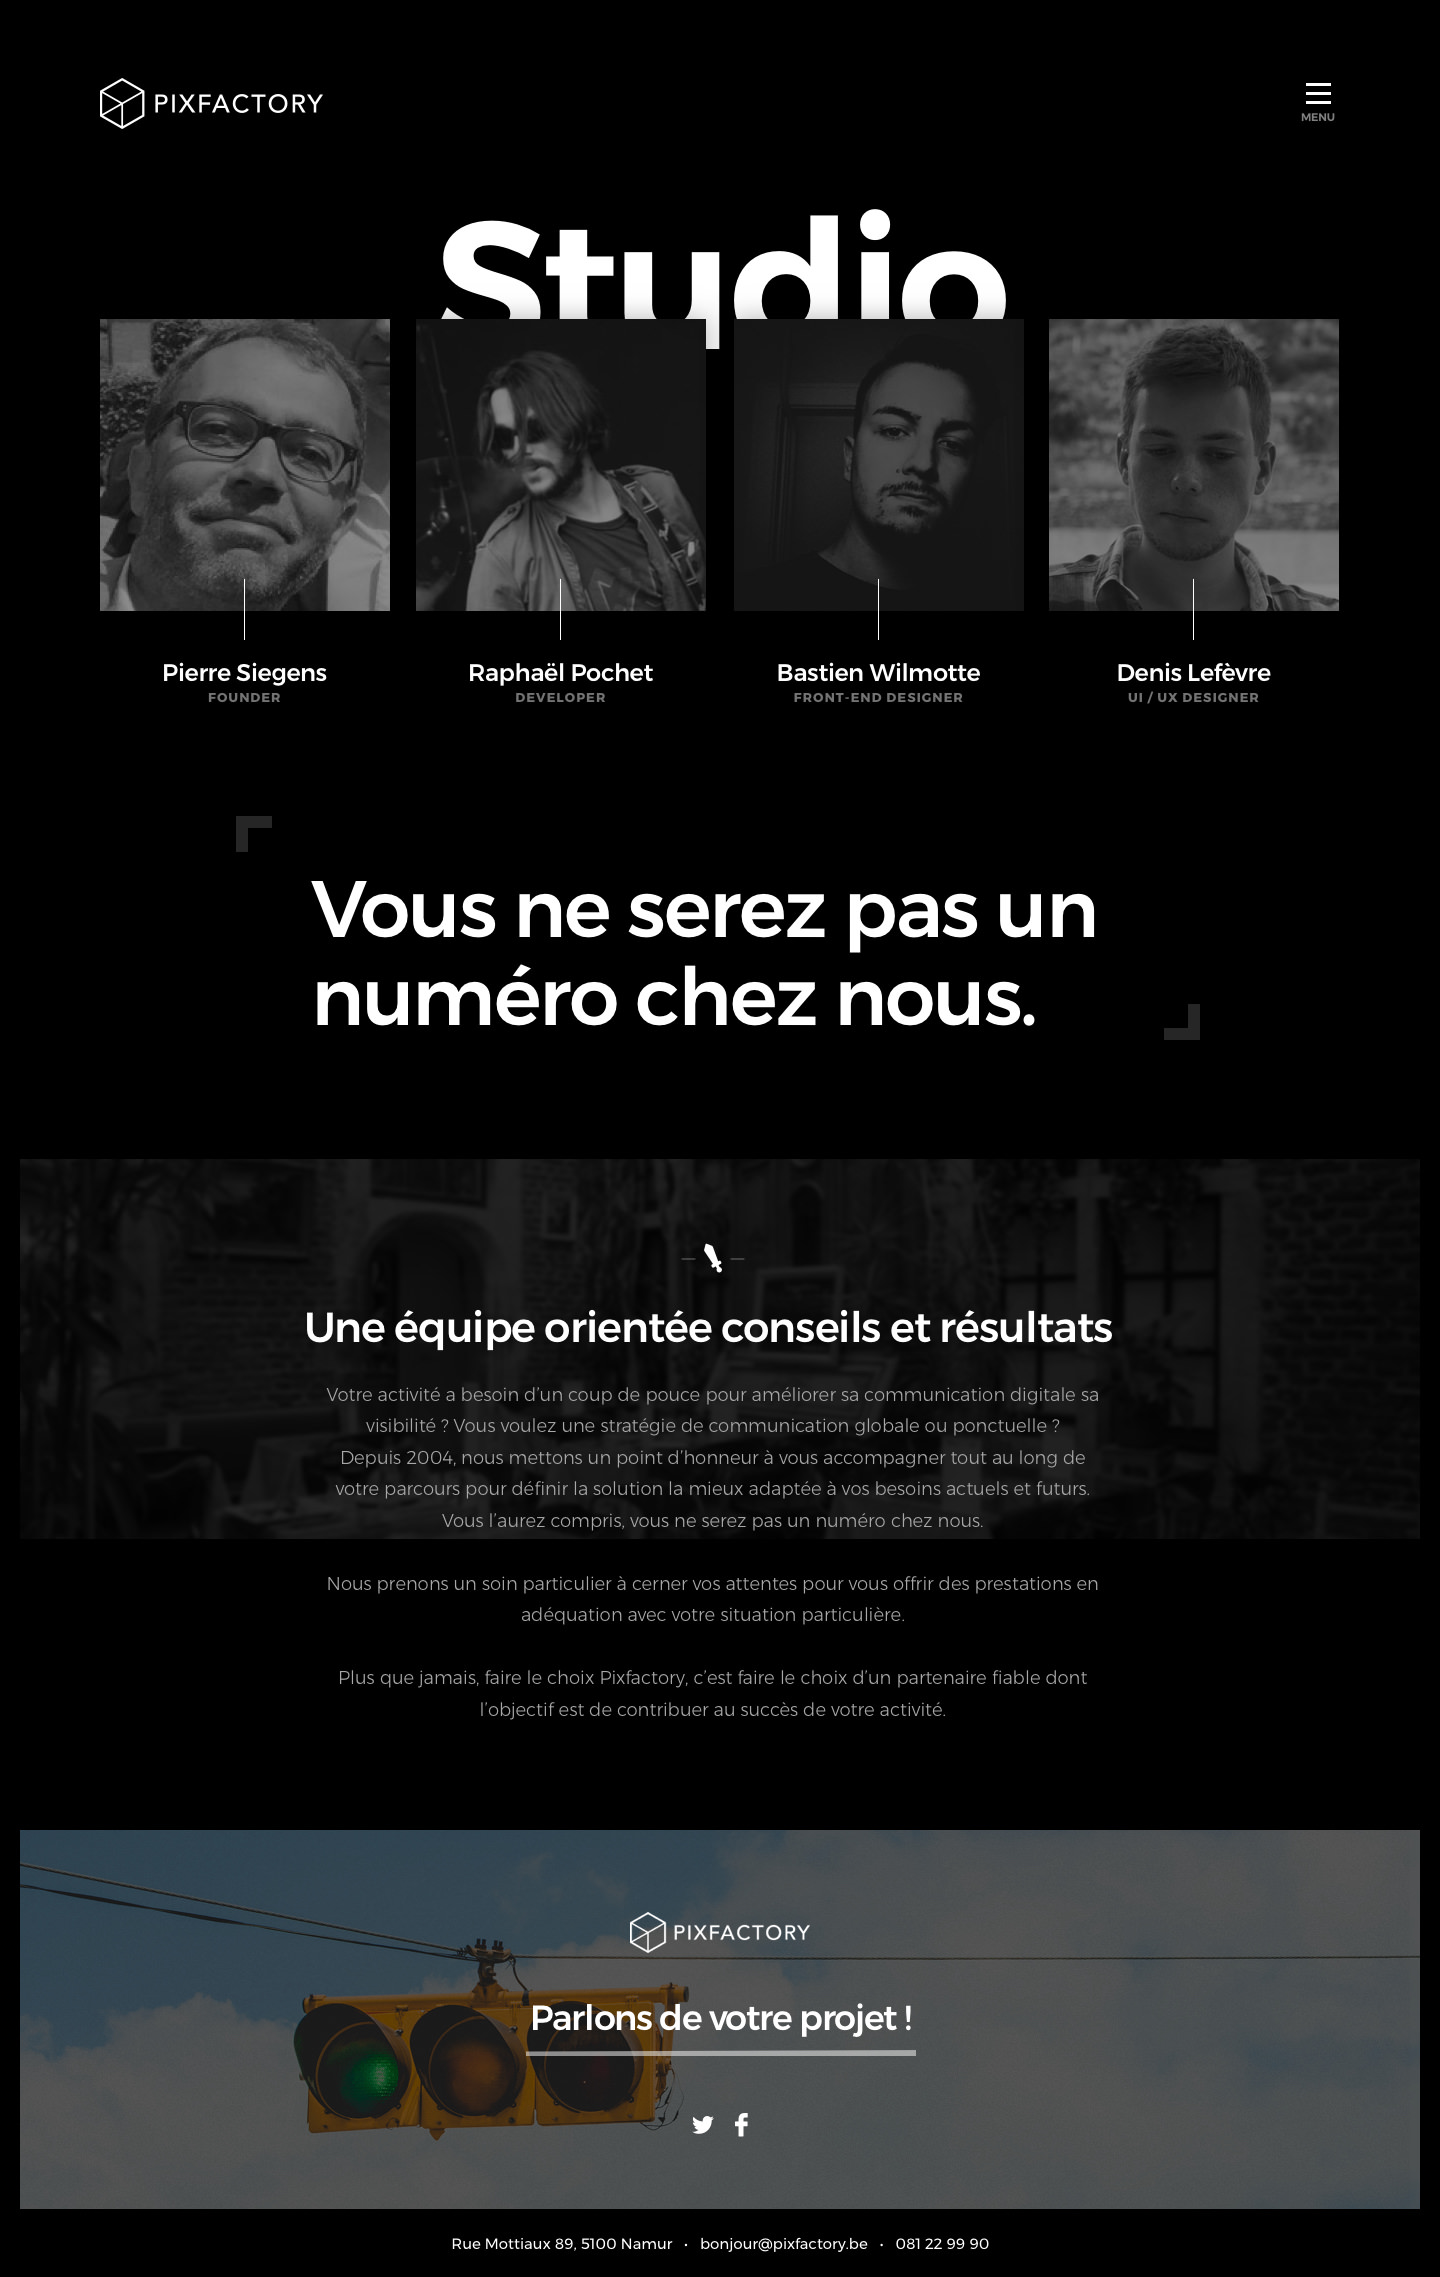 PIXFACTORY
MENU
Studio
Pierre Siegens
FOUNDER
Raphaël Pochet
DEVELOPER
Bastien Wilmotte
FRONT-END DESIGNER
Denis Lefèvre
UI / UX DESIGNER
Vous ne serez pas un
numéro chez nous.
Une équipe orientée conseils et résultats
Votre activité a besoin d’un coup de pouce pour améliorer sa communication digitale sa
visibilité ? Vous voulez une stratégie de communication globale ou ponctuelle ?
Depuis 2004, nous mettons un point d’honneur à vous accompagner tout au long de
votre parcours pour définir la solution la mieux adaptée à vos besoins actuels et futurs.
Vous l’aurez compris, vous ne serez pas un numéro chez nous.
Nous prenons un soin particulier à cerner vos attentes pour vous offrir des prestations en
adéquation avec votre situation particulière.
Plus que jamais, faire le choix Pixfactory, c’est faire le choix d’un partenaire fiable dont
l’objectif est de contribuer au succès de votre activité.
PIXFACTORY
Parlons de votre projet !
Rue Mottiaux 89, 5100 Namur • bonjour@pixfactory.be • 081 22 99 90